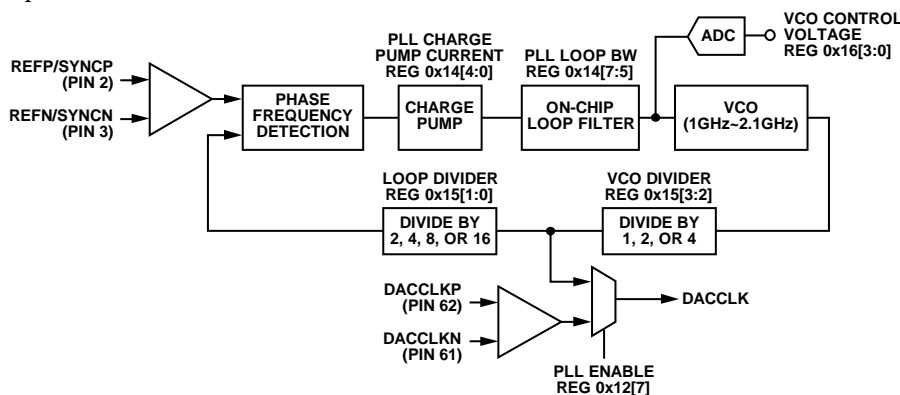 REFP/SYNCP
(PIN 2)
REFN/SYNCN
(PIN 3)
PHASE
FREQUENCY
DETECTION
PLL CHARGE
PUMP CURRENT
REG 0x14[4:0]
CHARGE
PUMP
PLL LOOP BW
REG 0x14[7:5]
ON-CHIP
LOOP FILTER
ADC
VCO CONTROL
VOLTAGE
REG 0x16[3:0]
VCO
(1GHz~2.1GHz)
LOOP DIVIDER
REG 0x15[1:0]
DIVIDE BY
2, 4, 8, OR 16
VCO DIVIDER
REG 0x15[3:2]
DIVIDE BY
1, 2, OR 4
DACCLKP
(PIN 62)
DACCLKN
(PIN 61)
DACCLK
PLL ENABLE
REG 0x12[7]